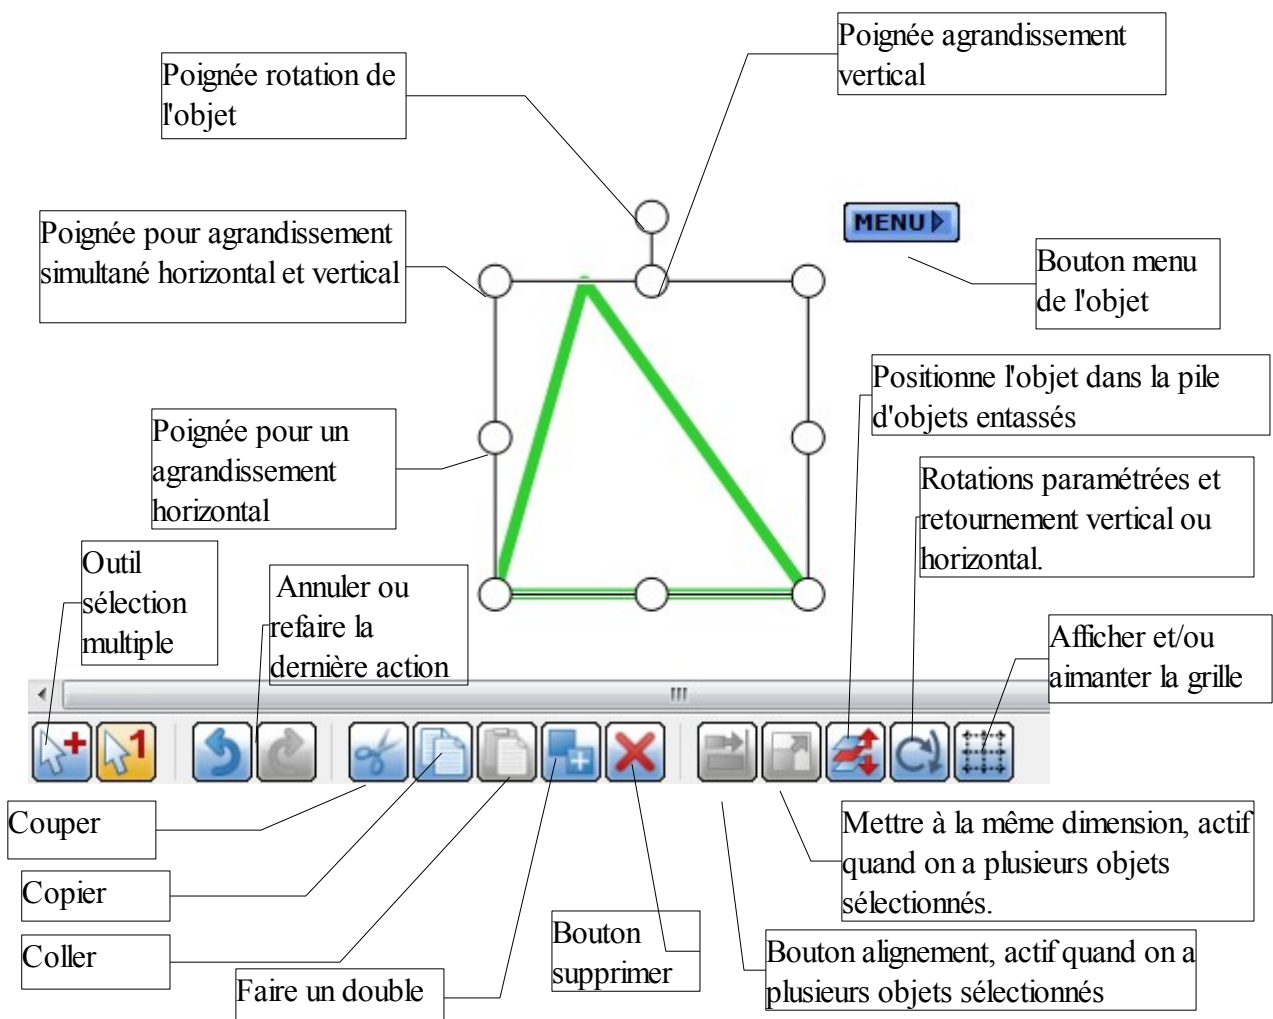 Poignée agrandissement
vertical
Poignée rotation de
l'objet
MENU
Poignée pour agrandissement
simultané horizontal et vertical
Bouton menu
de l'objet
Positionne l'objet dans la pile
d'objets entassés
Poignée pour un
agrandissement
horizontal
Rotations paramétrées et
retournement vertical ou
horizontal.
Outil
sélection
multiple
Annuler ou
refaire la
dernière action
Afficher et/ou
aimanter la grille
1
Couper
Mettre à la même dimension, actif
quand on a plusieurs objets
sélectionnés.
Copier
Coller
Bouton
supprimer
Bouton alignement, actif quand on a
plusieurs objets sélectionnés
Faire un double